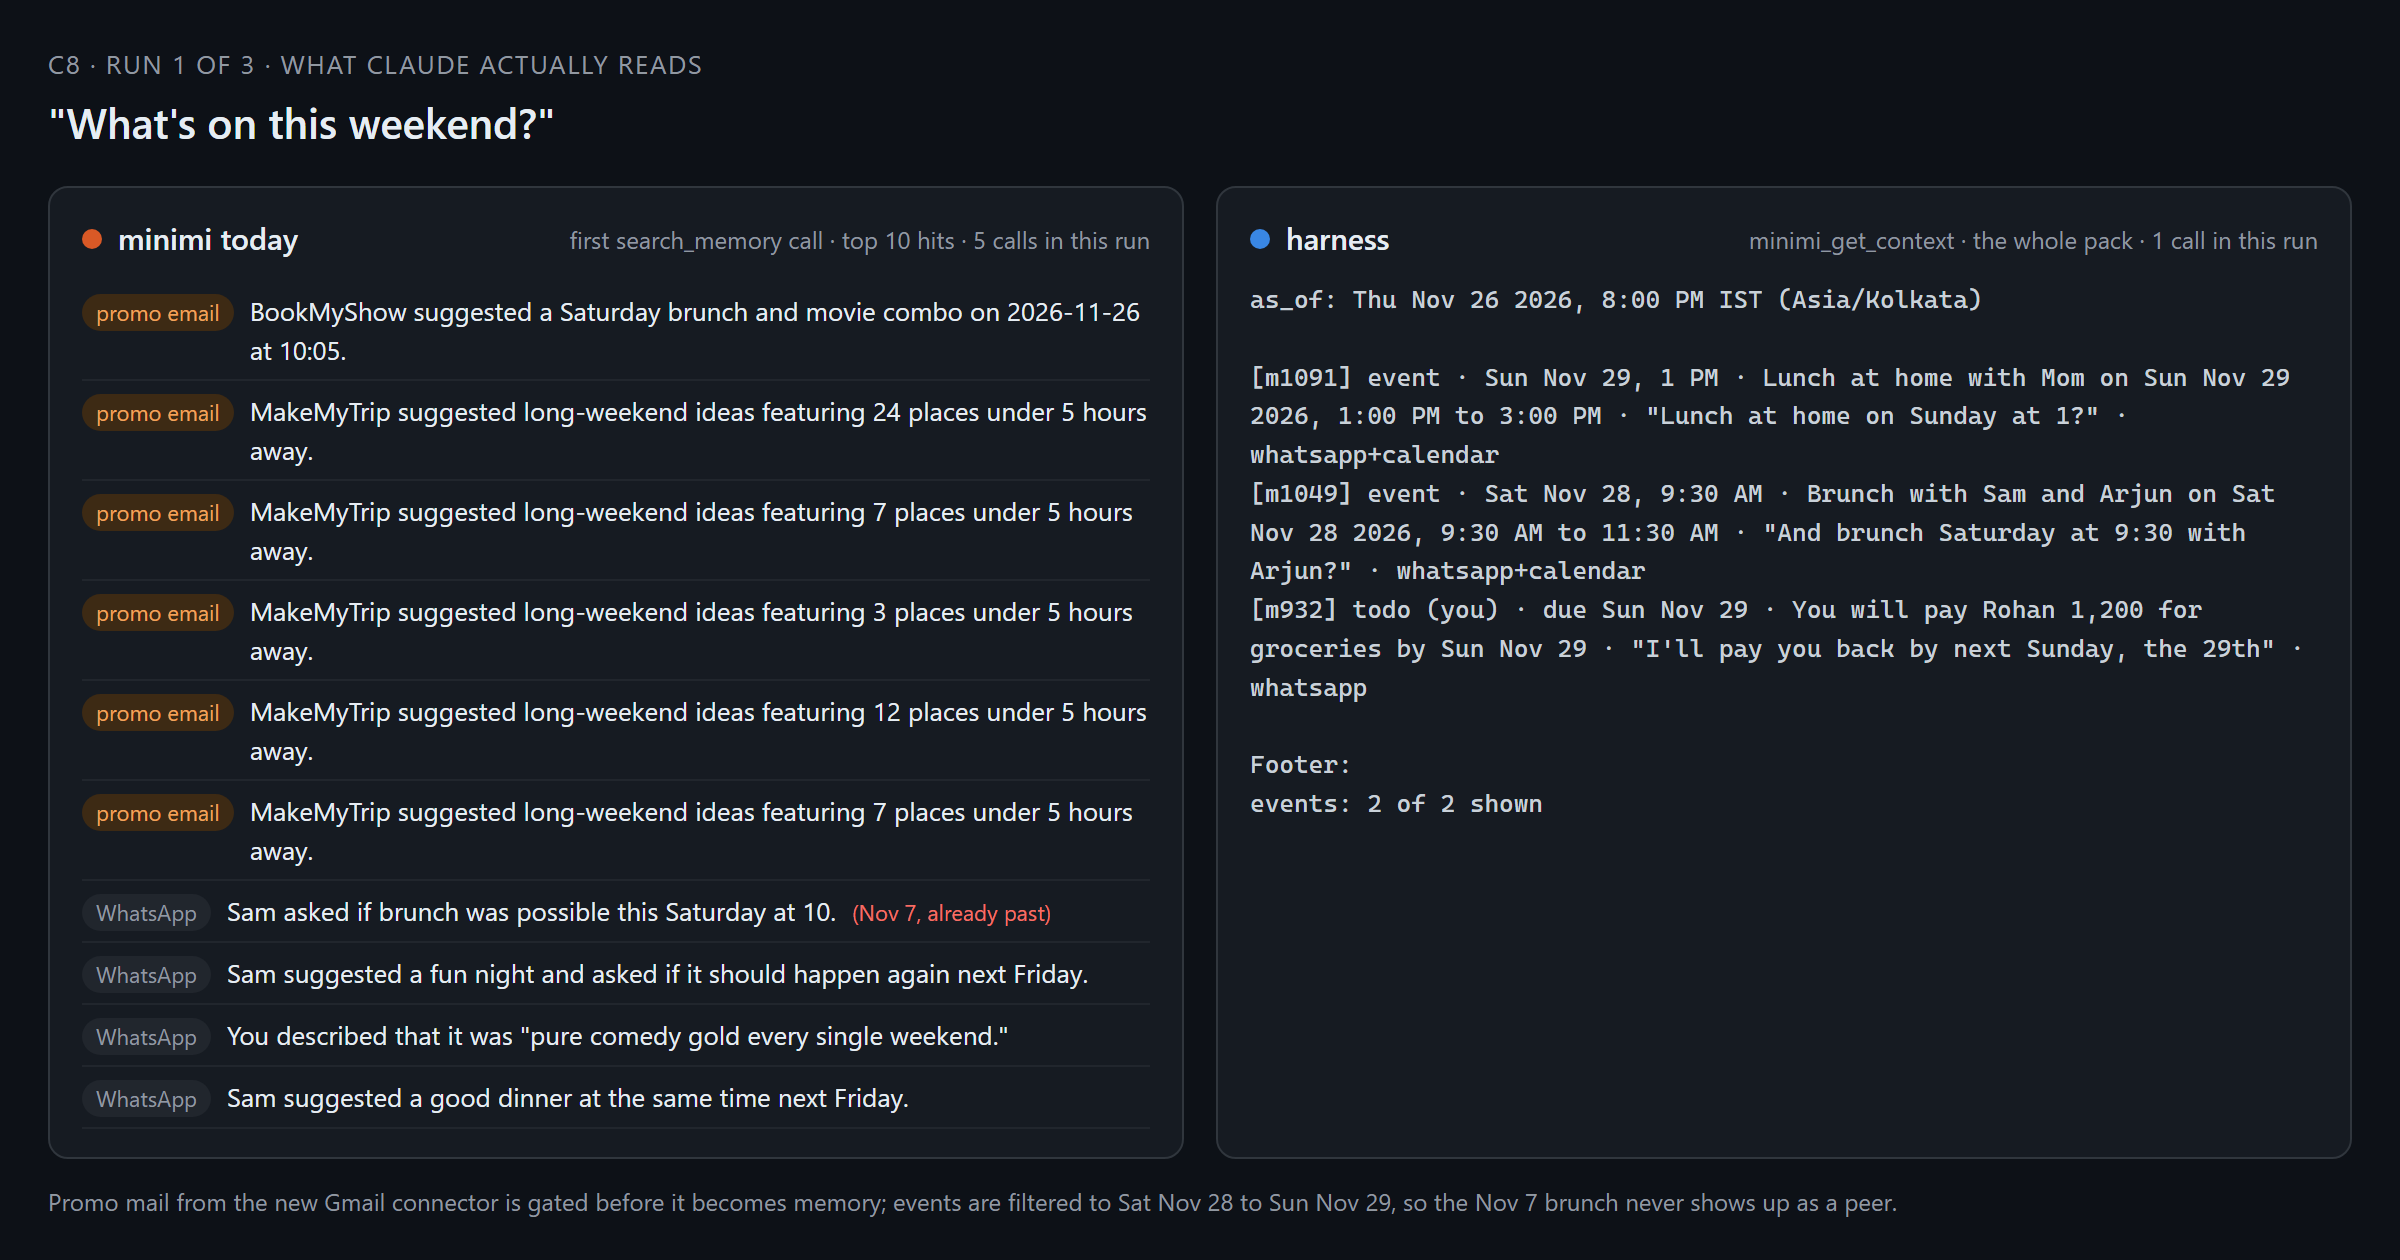 C8 · RUN 1 OF 3 · WHAT CLAUDE ACTUALLY READS
"What's on this weekend?"
minimi today
first search_memory call · top 10 hits · 5 calls in this run
promo email
BookMyShow suggested a Saturday brunch and movie combo on 2026-11-26
at 10:05.
promo email
MakeMyTrip suggested long-weekend ideas featuring 24 places under 5 hours
away.
promo email
MakeMyTrip suggested long-weekend ideas featuring 7 places under 5 hours
away.
promo email
MakeMyTrip suggested long-weekend ideas featuring 3 places under 5 hours
away.
promo email
MakeMyTrip suggested long-weekend ideas featuring 12 places under 5 hours
away.
promo email
MakeMyTrip suggested long-weekend ideas featuring 7 places under 5 hours
away.
WhatsApp
Sam asked if brunch was possible this Saturday at 10. (Nov 7, already past)
WhatsApp
Sam suggested a fun night and asked if it should happen again next Friday.
WhatsApp
You described that it was "pure comedy gold every single weekend."
WhatsApp
Sam suggested a good dinner at the same time next Friday.
harness
minimi_get_context · the whole pack · 1 call in this run
as_of: Thu Nov 26 2026, 8:00 PM IST (Asia/Kolkata)
[m1091] event · Sun Nov 29, 1 PM · Lunch at home with Mom on Sun Nov 29
2026, 1:00 PM to 3:00 PM · "Lunch at home on Sunday at 1?" ·
whatsapp+calendar
[m1049] event · Sat Nov 28, 9:30 AM · Brunch with Sam and Arjun on Sat
Nov 28 2026, 9:30 AM to 11:30 AM · "And brunch Saturday at 9:30 with
Arjun?" · whatsapp+calendar
[m932] todo (you) · due Sun Nov 29 · You will pay Rohan 1,200 for
groceries by Sun Nov 29 · "I'll pay you back by next Sunday, the 29th" ·
whatsapp
Footer:
events: 2 of 2 shown
Promo mail from the new Gmail connector is gated before it becomes memory; events are filtered to Sat Nov 28 to Sun Nov 29, so the Nov 7 brunch never shows up as a peer.